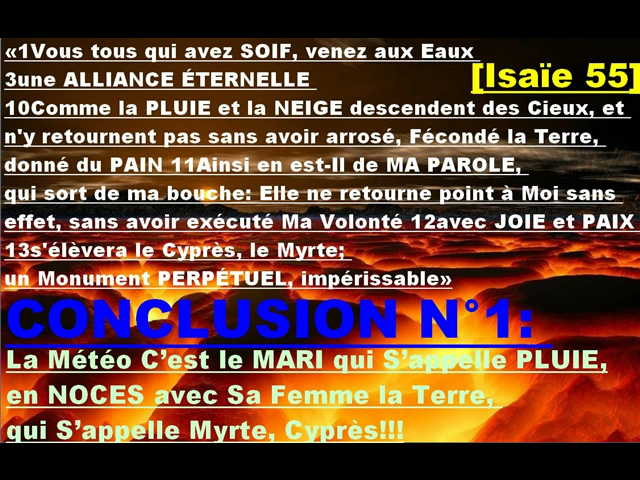 «1Vous tous qui avez SOIF, venez aux Eaux
3une ALLIANCE ÉTERNELLE
[Isaïe 55]
10Comme la PLUIE et la NEIGE descendent des Cieux, et
n'y retournent pas sans avoir arrosé, Fécondé la Terre,
donné du PAIN 11Ainsi en est-Il de MA PAROLE,
qui sort de ma bouche: Elle ne retourne point à Moi sans
effet, sans avoir exécuté Ma Volonté 12avec JOIE et PAIX
13s'élèvera le Cyprès, le Myrte;
un Monument PERPÉTUEL, impérissable»
CONCLUSION N°1:
La Météo C’est le MARI qui S’appelle PLUIE,
en NOCES avec Sa Femme la Terre,
qui S’appelle Myrte, Cyprès!!!